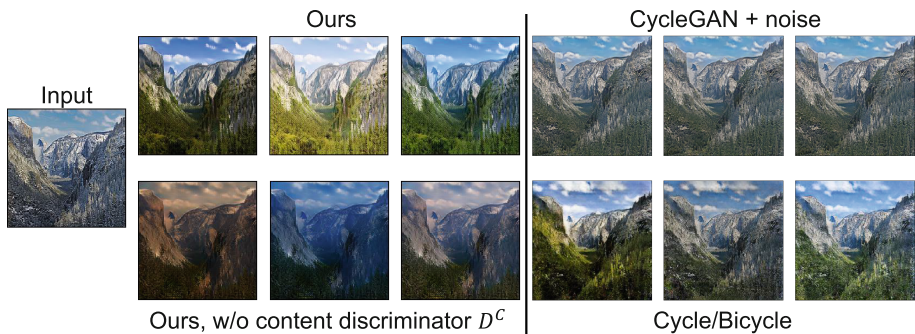 Ours
CycleGAN + noise
Input
Ours, w/o content discriminator D^C
Cycle/Bicycle